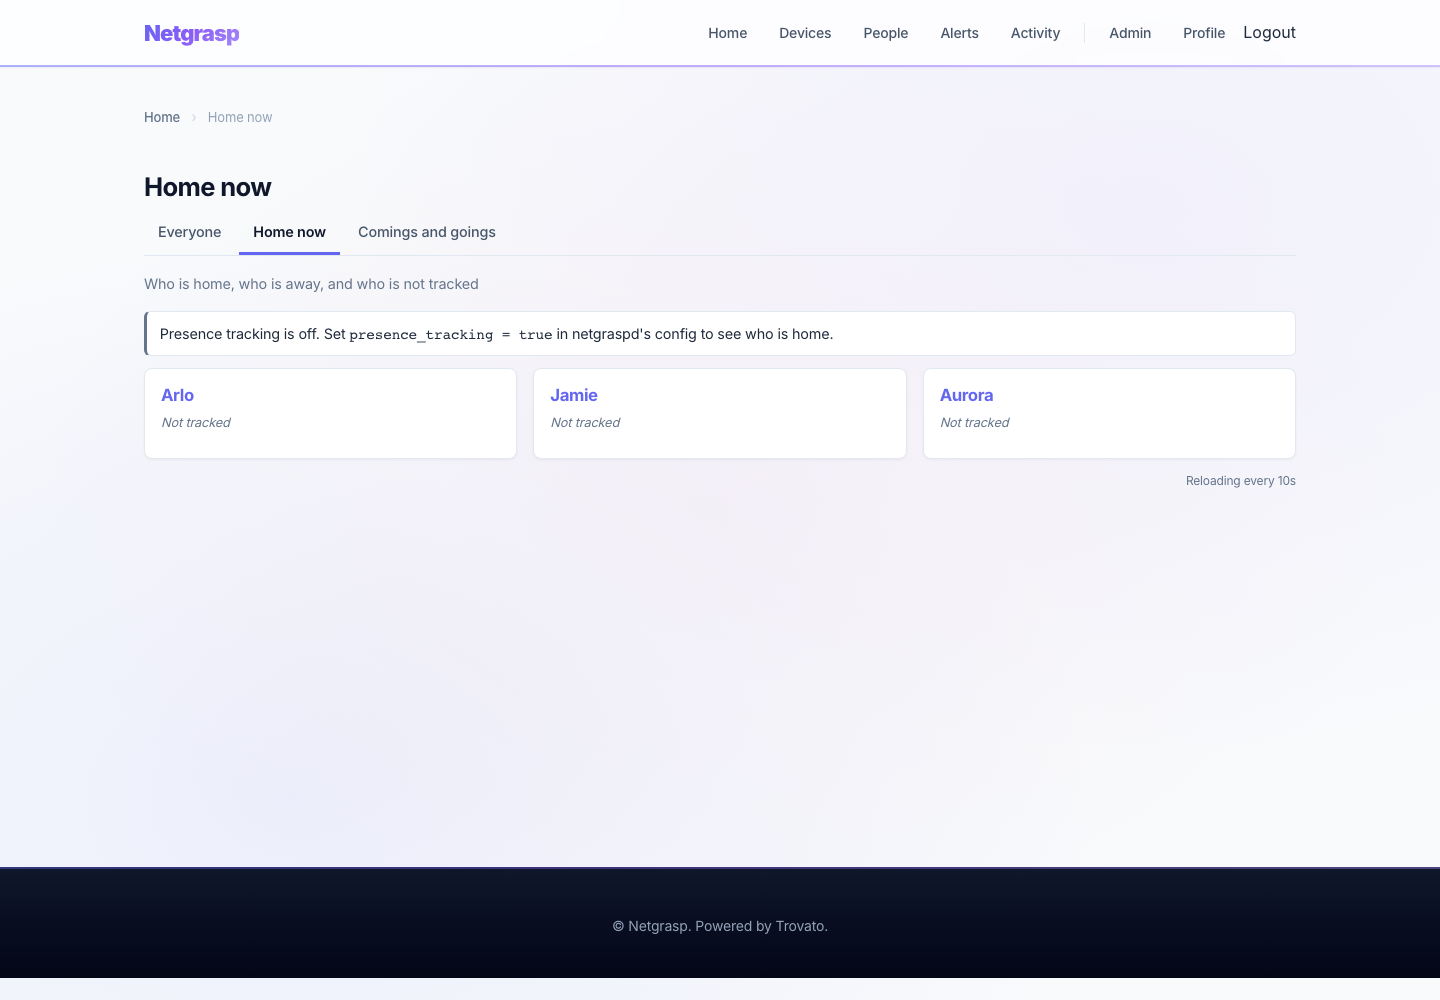 Netgrasp
Home Devices People Alerts Activity Admin Profile Logout
Home › Home now
Home now
Everyone Home now Comings and goings
Who is home, who is away, and who is not tracked
Presence tracking is off. Set presence_tracking = true in netgraspd's config to see who is home.
Arlo
Not tracked
Jamie
Not tracked
Aurora
Not tracked
Reloading every 10s
© Netgrasp. Powered by Trovato.